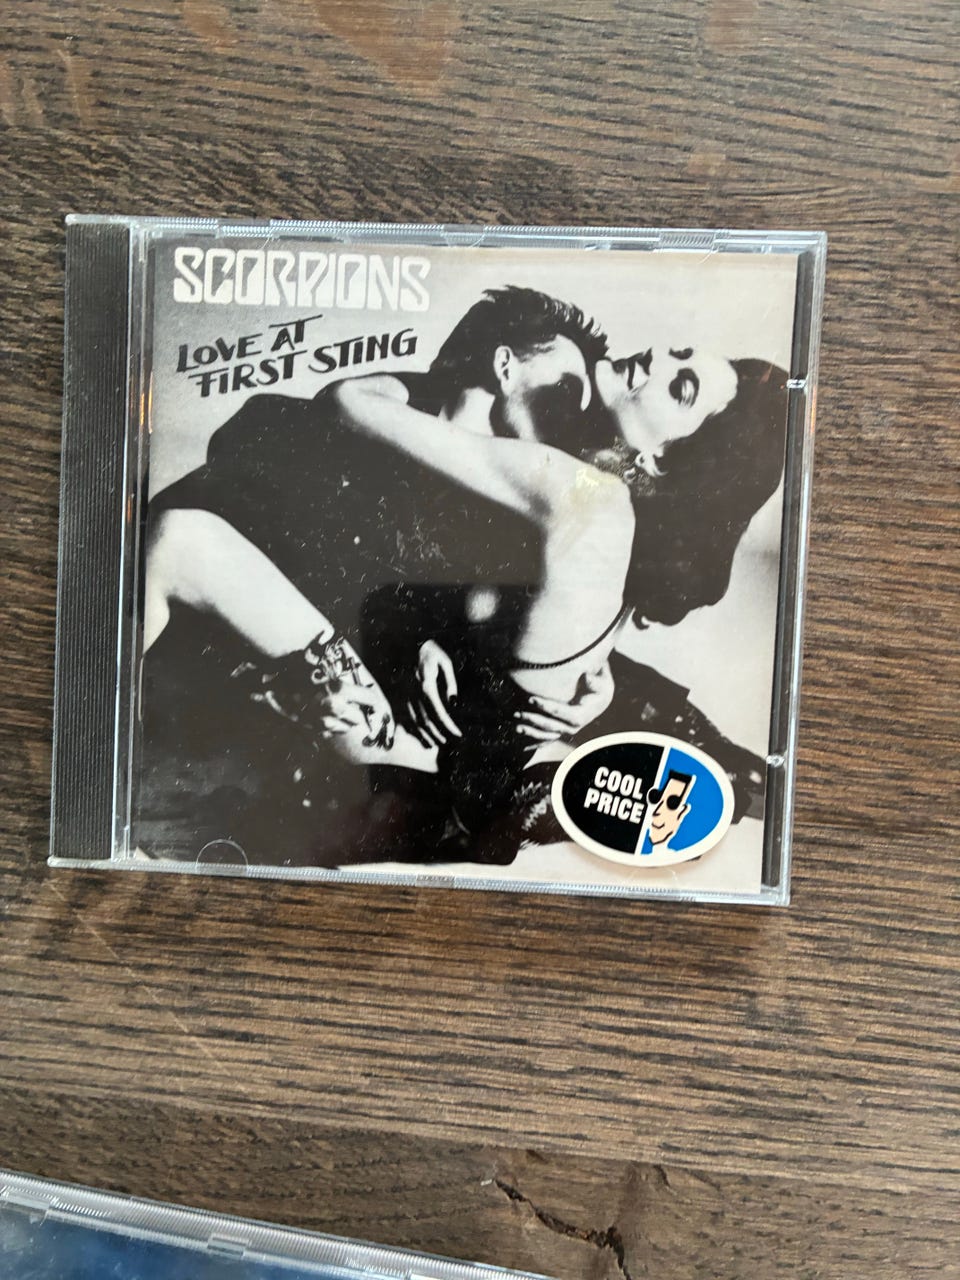 SCORPIONS
LOVE AT
FIRST STING
COOL
PRICE